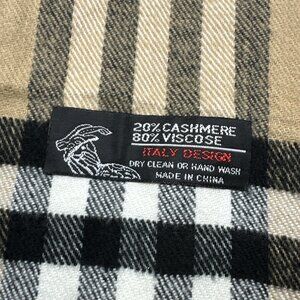 20% CASHMERE
80% VISCOSE
ITALY DESIGN
DRY CLEAN OR HAND WASH
MADE IN CHINA